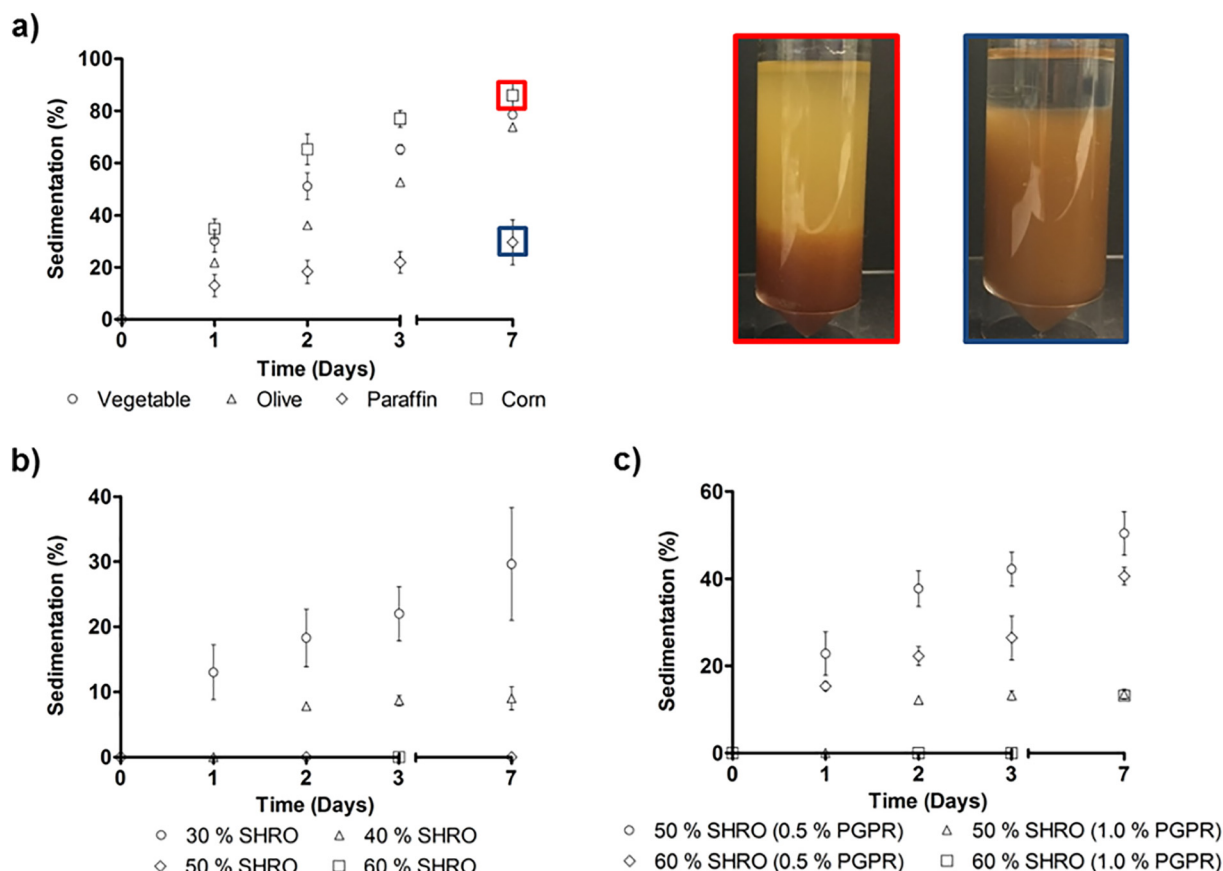 a)
100
80
60
40
20
0
Sedimentation (%)
0 1 2 3 7
Time (Days)
Vegetable Olive Paraffin Corn
b)
40
30
20
10
0
Sedimentation (%)
0 1 2 3 7
Time (Days)
30 % SHRO 40 % SHRO
50 % SHRO 60 % SHRO
c)
60
40
20
0
Sedimentation (%)
0 1 2 3 7
Time (Days)
50 % SHRO (0.5 % PGPR) 50 % SHRO (1.0 % PGPR)
60 % SHRO (0.5 % PGPR) 60 % SHRO (1.0 % PGPR)